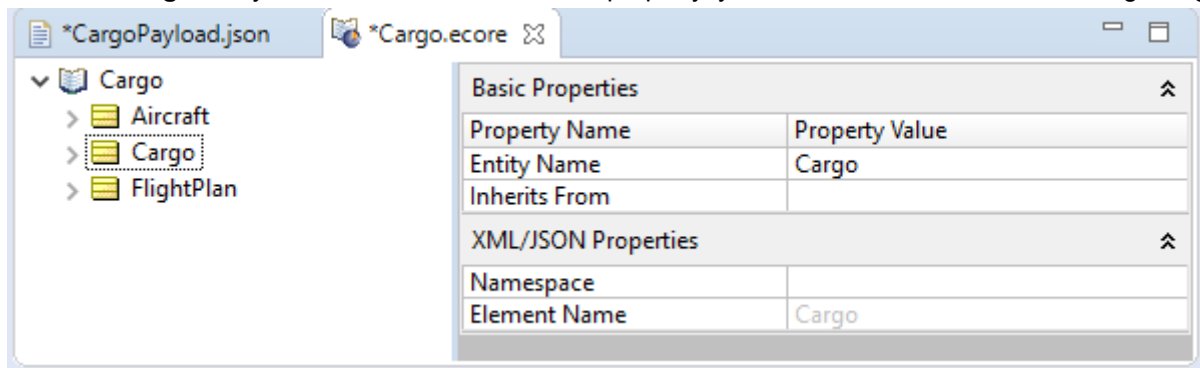 *CargoPayload.json
*Cargo.ecore
Cargo
Aircraft
Cargo
FlightPlan
Basic Properties
Property Name Property Value
Entity Name Cargo
Inherits From
XML/JSON Properties
Namespace
Element Name Cargo